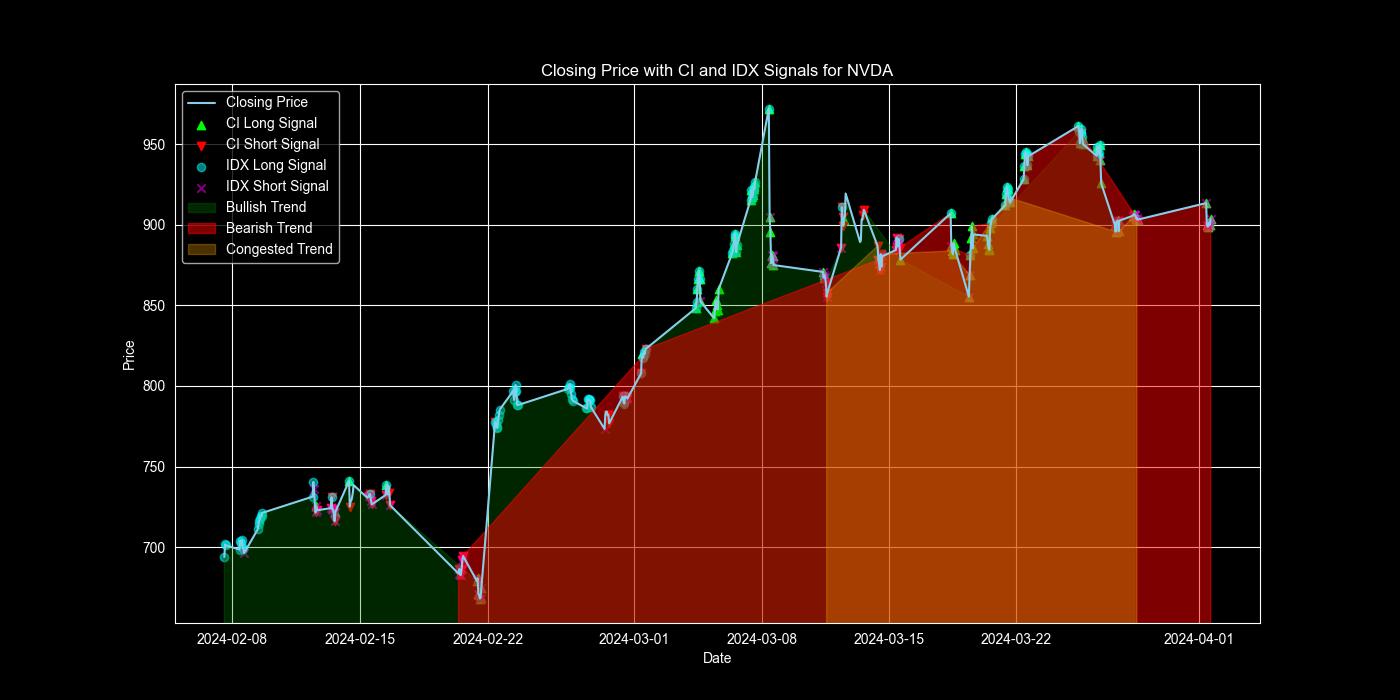 Closing Price with CI and IDX Signals for NVDA
Closing Price
CI Long Signal
CI Short Signal
IDX Long Signal
IDX Short Signal
Bullish Trend
Bearish Trend
Congested Trend
950
900
850
800
750
700
Price
2024-02-08 2024-02-15 2024-02-22 2024-03-01 2024-03-08 2024-03-15 2024-03-22 2024-04-01
Date